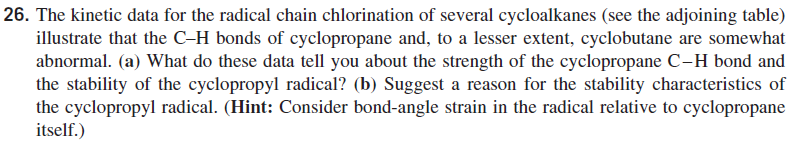 26. The kinetic data for the radical chain chlorination of several cycloalkanes (see the adjoining table)
illustrate that the C–H bonds of cyclopropane and, to a lesser extent, cyclobutane are somewhat
abnormal. (a) What do these data tell you about the strength of the cyclopropane C–H bond and
the stability of the cyclopropyl radical? (b) Suggest a reason for the stability characteristics of
the cyclopropyl radical. (Hint: Consider bond-angle strain in the radical relative to cyclopropane
itself.)